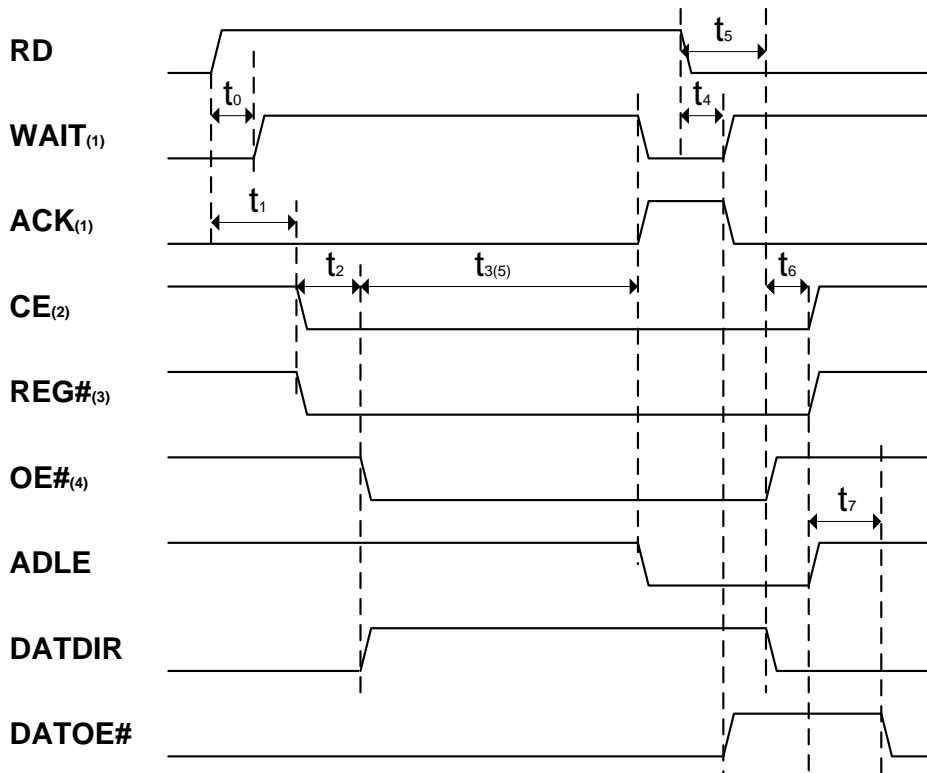 RD
t5
t0
t4
WAIT(1)
t1
ACK(1)
t2
t3(5)
t6
CE(2)
REG#(3)
OE#(4)
t7
ADLE
DATDIR
DATOE#